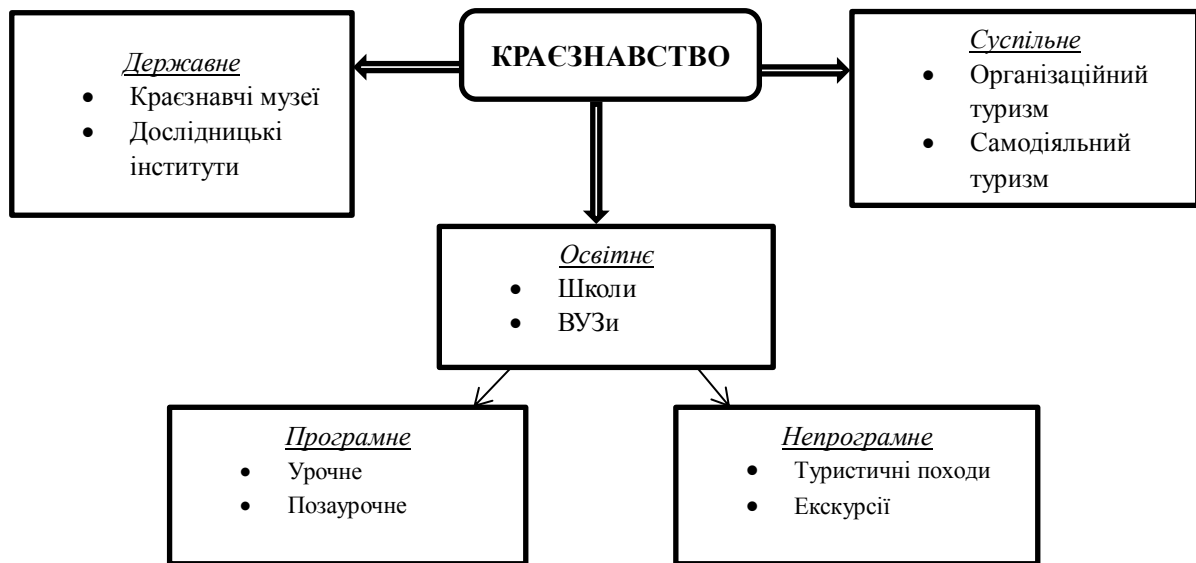 КРАЄЗНАВСТВО
Державне
• Краєзнавчі музеї
• Дослідницькі
інститути
Суспільне
• Організаційний
туризм
• Самодіяльний
туризм
Освітнє
• Школи
• ВУЗи
Програмне
• Урочне
• Позаурочне
Непрограмне
• Туристичні походи
• Екскурсії